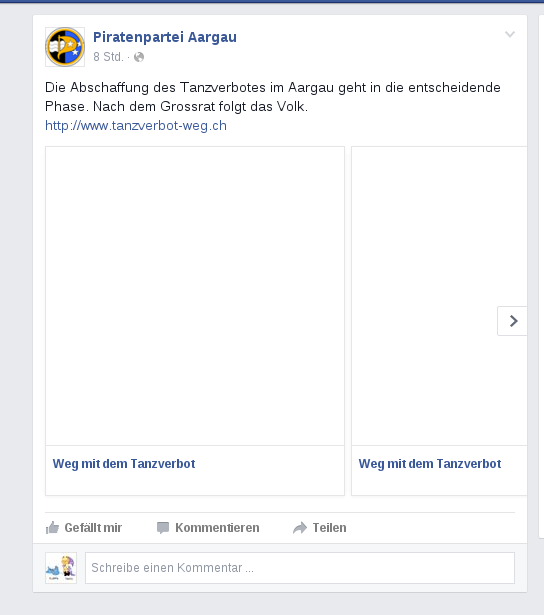 Piratenpartei Aargau
8 Std. ·
Die Abschaffung des Tanzverbotes im Aargau geht in die entscheidende
Phase. Nach dem Grossrat folgt das Volk.
http://www.tanzverbot-weg.ch
Weg mit dem Tanzverbot
Weg mit dem Tanzverbot
Gefällt mir Kommentieren Teilen
Schreibe einen Kommentar ...